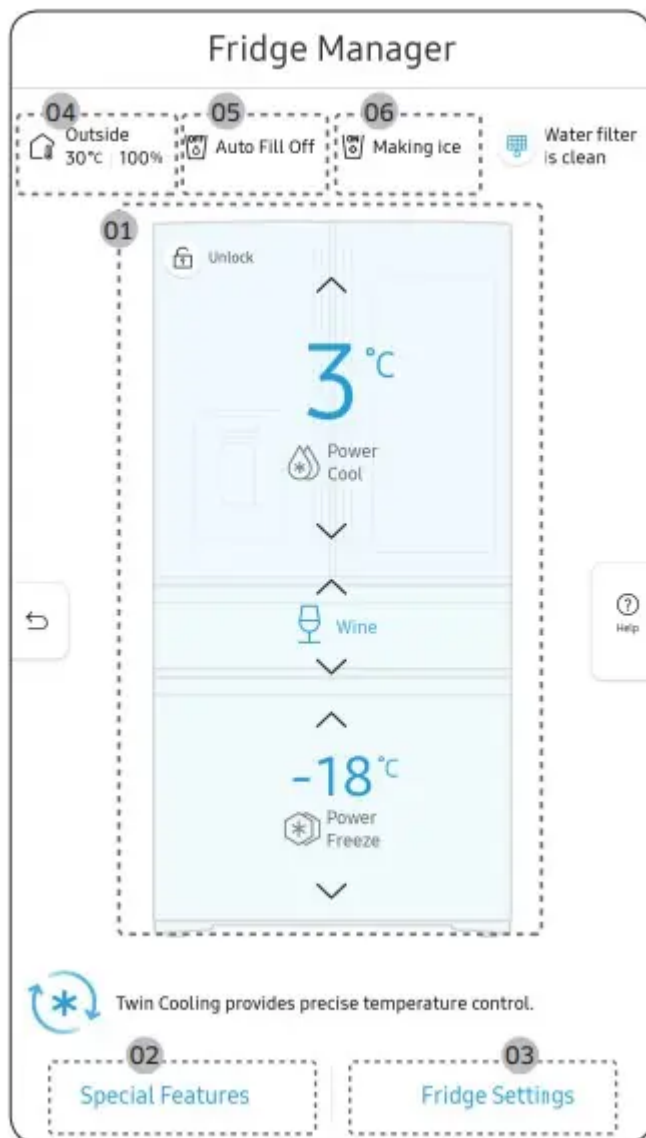 Fridge Manager
04
05
06
Outside
30°C | 100%
OFF
Auto Fill Off
ON
Making ice
Water filter
is clean
01
Unlock
3 °C
Power
Cool
Wine
?
Help
-18 °C
Power
Freeze
Twin Cooling provides precise temperature control.
02
03
Special Features
Fridge Settings